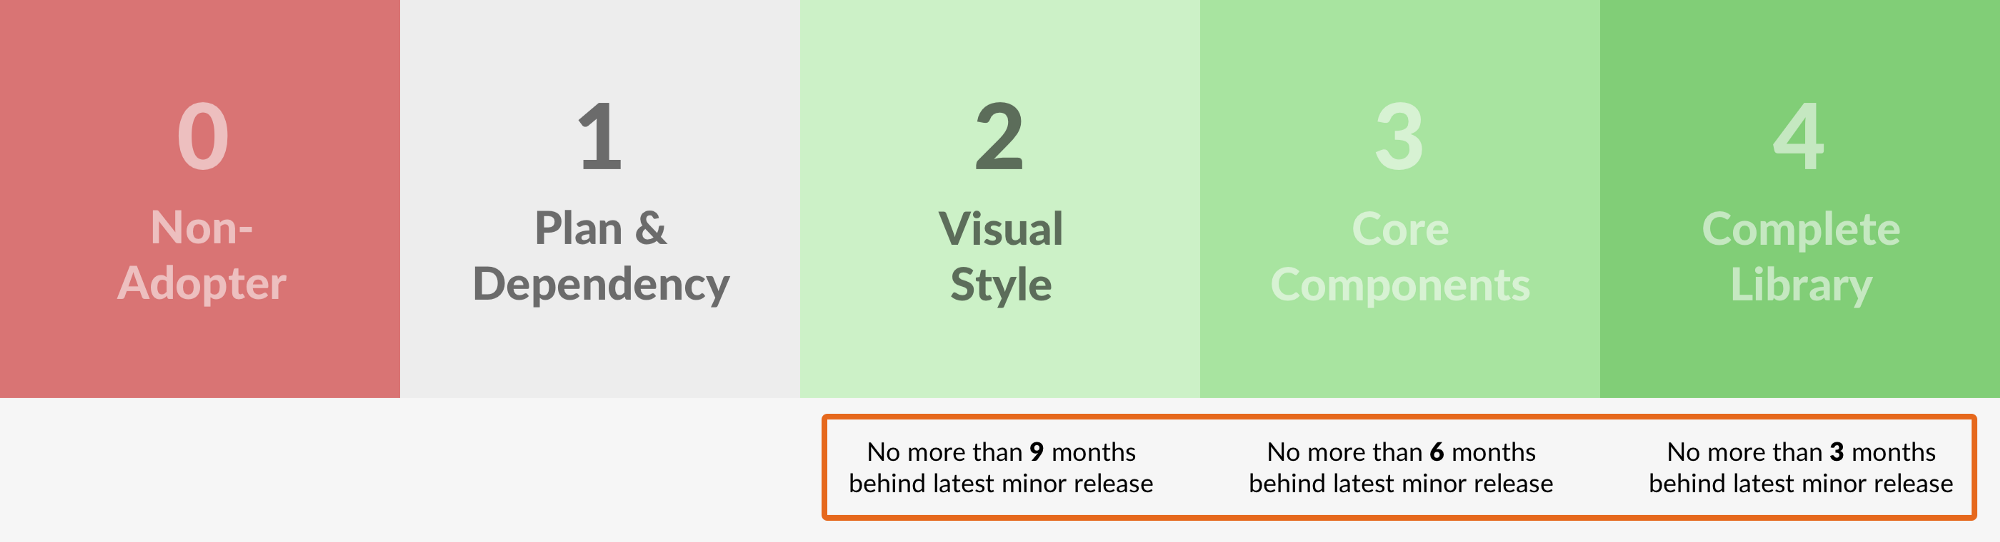 0
Non-
Adopter
1
Plan &
Dependency
2
Visual
Style
3
Core
Components
4
Complete
Library
No more than 9 months
behind latest minor release
No more than 6 months
behind latest minor release
No more than 3 months
behind latest minor release